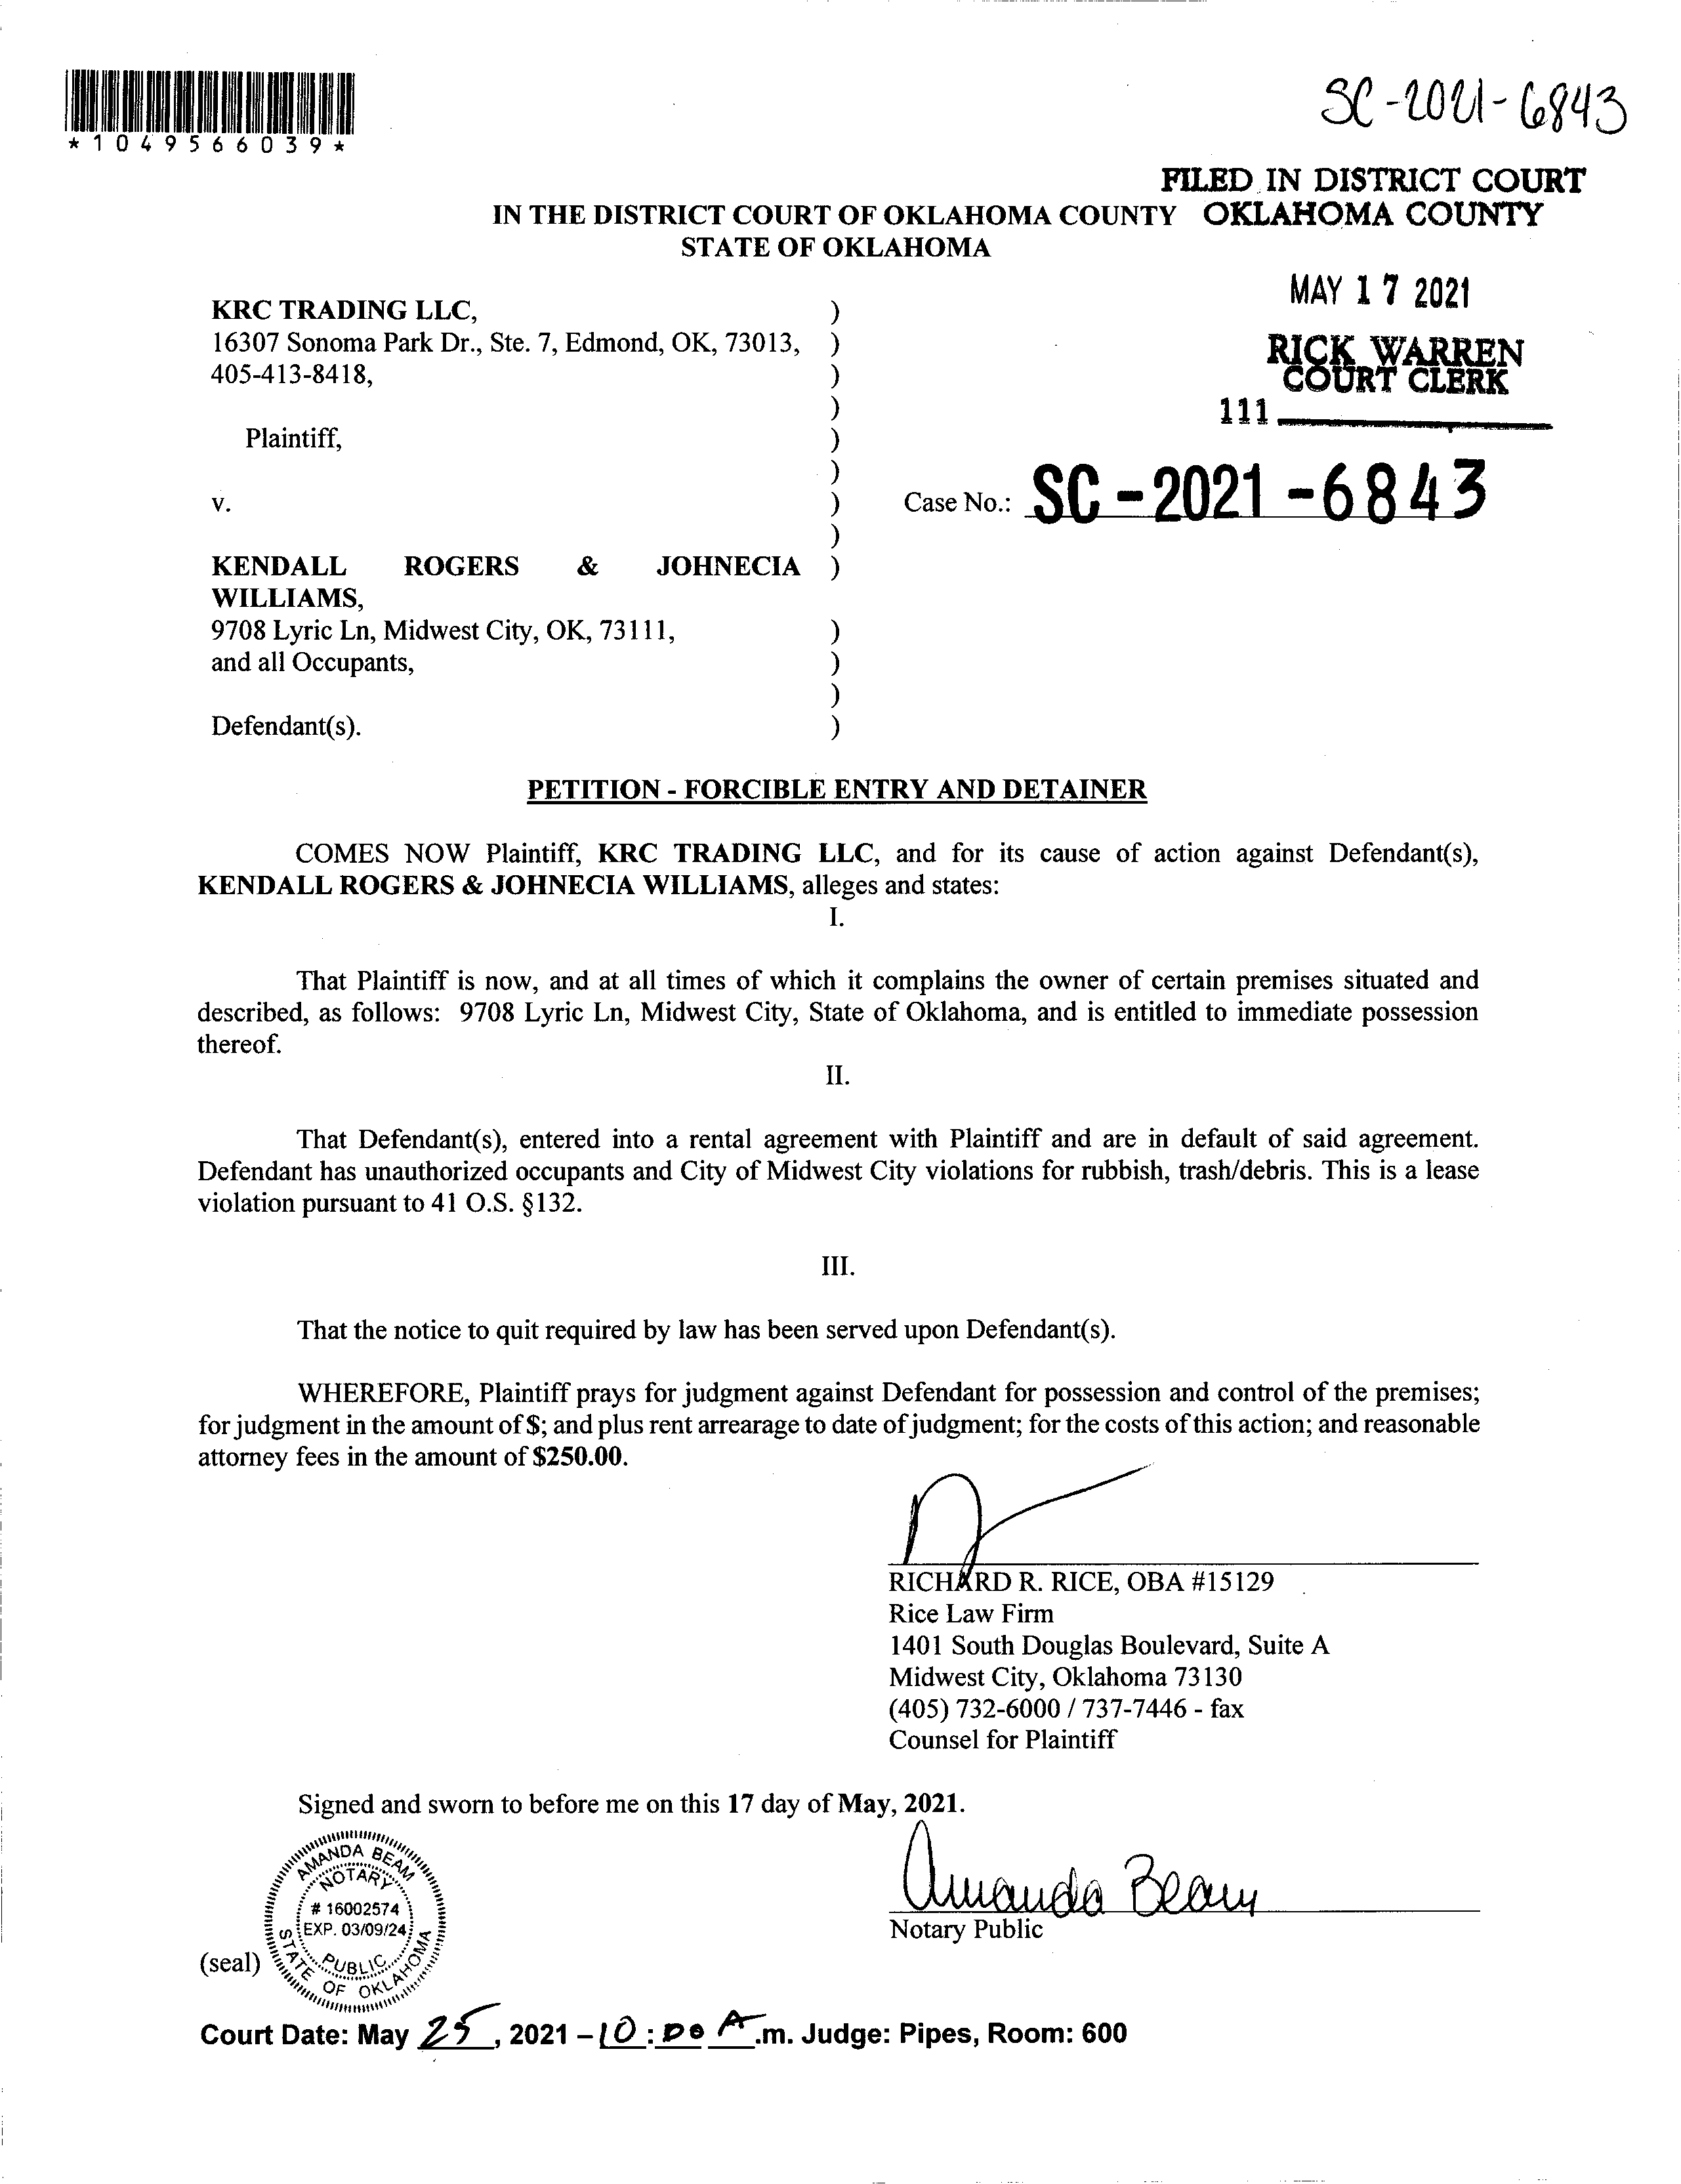 SC-2021-6843
*1049566039*
FILED IN DISTRICT COURT
OKLAHOMA COUNTY
IN THE DISTRICT COURT OF OKLAHOMA COUNTY
STATE OF OKLAHOMA
MAY 17 2021
RICK WARREN
COURT CLERK
111
KRC TRADING LLC, )
16307 Sonoma Park Dr., Ste. 7, Edmond, OK, 73013, )
405-413-8418, )
)
Plaintiff, )
)
v. ) Case No.: SC-2021-6843
)
KENDALL ROGERS & JOHNECIA )
WILLIAMS,
9708 Lyric Ln, Midwest City, OK, 73111, )
and all Occupants, )
)
Defendant(s). )
PETITION - FORCIBLE ENTRY AND DETAINER
COMES NOW Plaintiff, KRC TRADING LLC, and for its cause of action against Defendant(s),
KENDALL ROGERS & JOHNECIA WILLIAMS, alleges and states:
I.
That Plaintiff is now, and at all times of which it complains the owner of certain premises situated and
described, as follows: 9708 Lyric Ln, Midwest City, State of Oklahoma, and is entitled to immediate possession
thereof.
II.
That Defendant(s), entered into a rental agreement with Plaintiff and are in default of said agreement.
Defendant has unauthorized occupants and City of Midwest City violations for rubbish, trash/debris. This is a lease
violation pursuant to 41 O.S. §132.
III.
That the notice to quit required by law has been served upon Defendant(s).
WHEREFORE, Plaintiff prays for judgment against Defendant for possession and control of the premises;
for judgment in the amount of $; and plus rent arrearage to date of judgment; for the costs of this action; and reasonable
attorney fees in the amount of $250.00.
RICHARD R. RICE, OBA #15129
Rice Law Firm
1401 South Douglas Boulevard, Suite A
Midwest City, Oklahoma 73130
(405) 732-6000 / 737-7446 - fax
Counsel for Plaintiff
Signed and sworn to before me on this 17 day of May, 2021.
Amanda Beam
Notary Public
AMANDA BEAM
NOTARY
# 16002574
EXP. 03/09/24
PUBLIC
STATE OF OKLAHOMA
(seal)
Court Date: May 25, 2021 – 10:00 A.m. Judge: Pipes, Room: 600